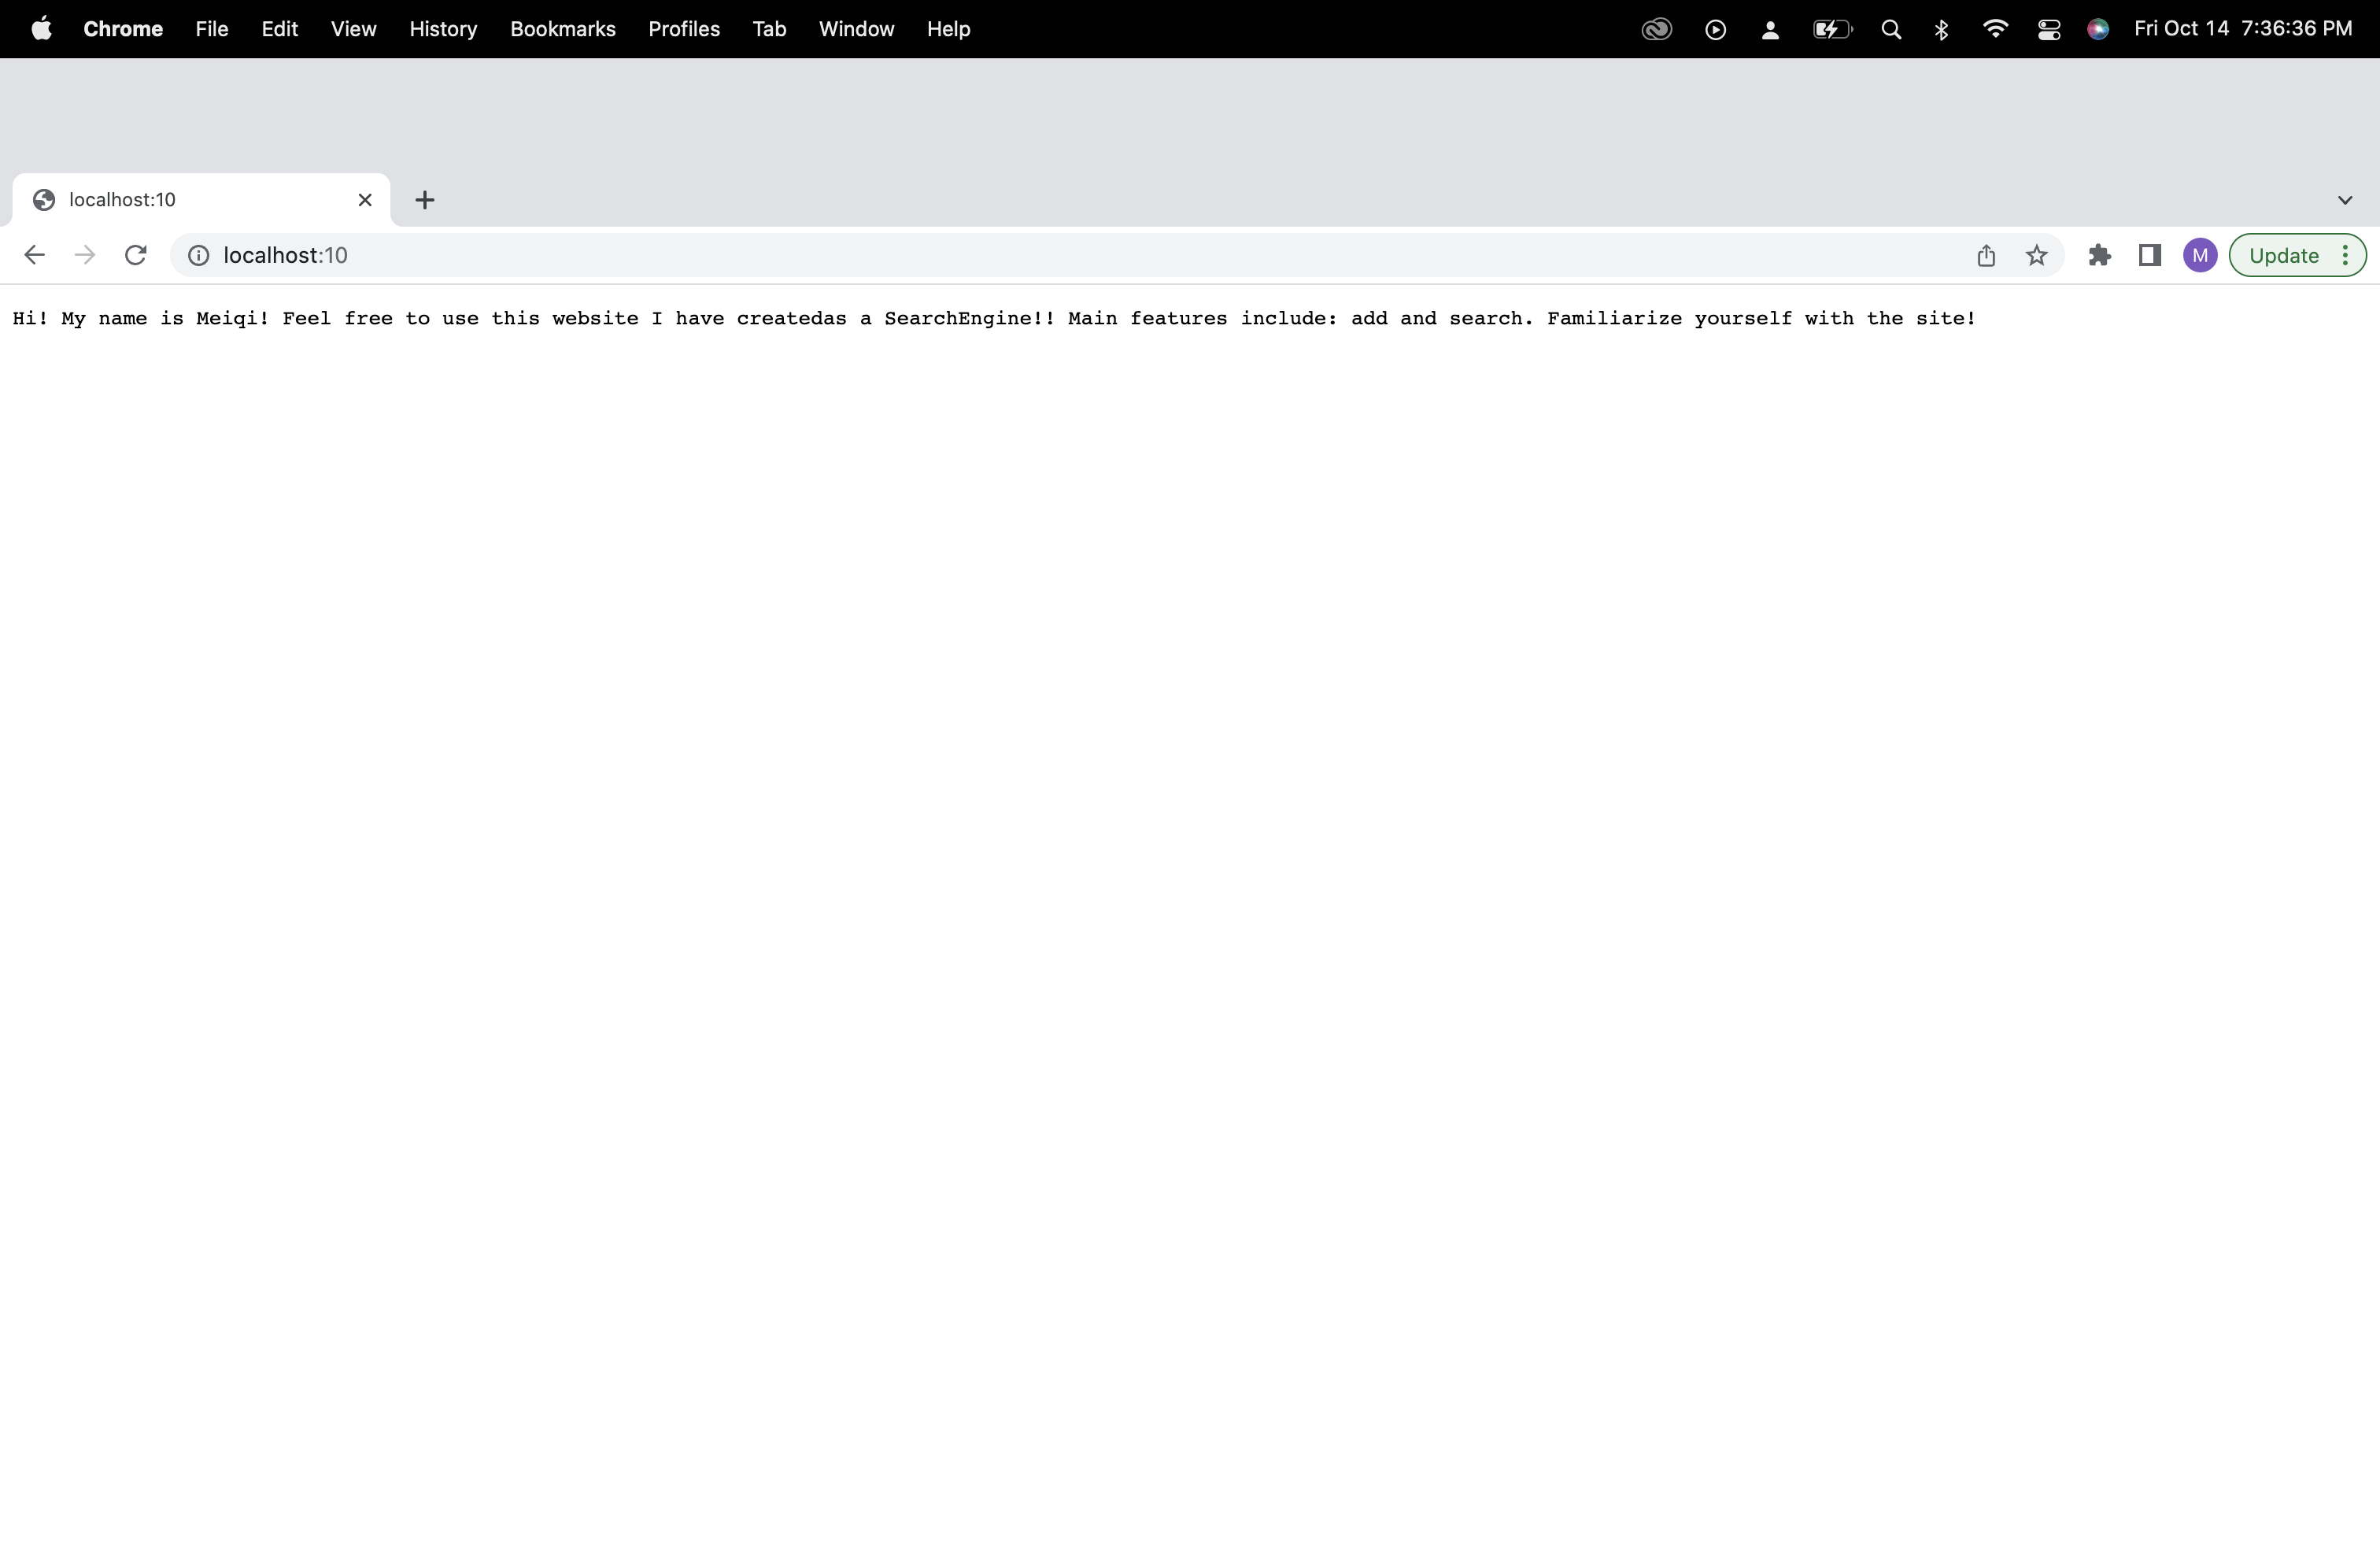 Chrome File Edit View History Bookmarks Profiles Tab Window Help Fri Oct 14 7:36:36 PM
localhost:10
localhost:10 M Update
Hi! My name is Meiqi! Feel free to use this website I have createdas a SearchEngine!! Main features include: add and search. Familiarize yourself with the site!